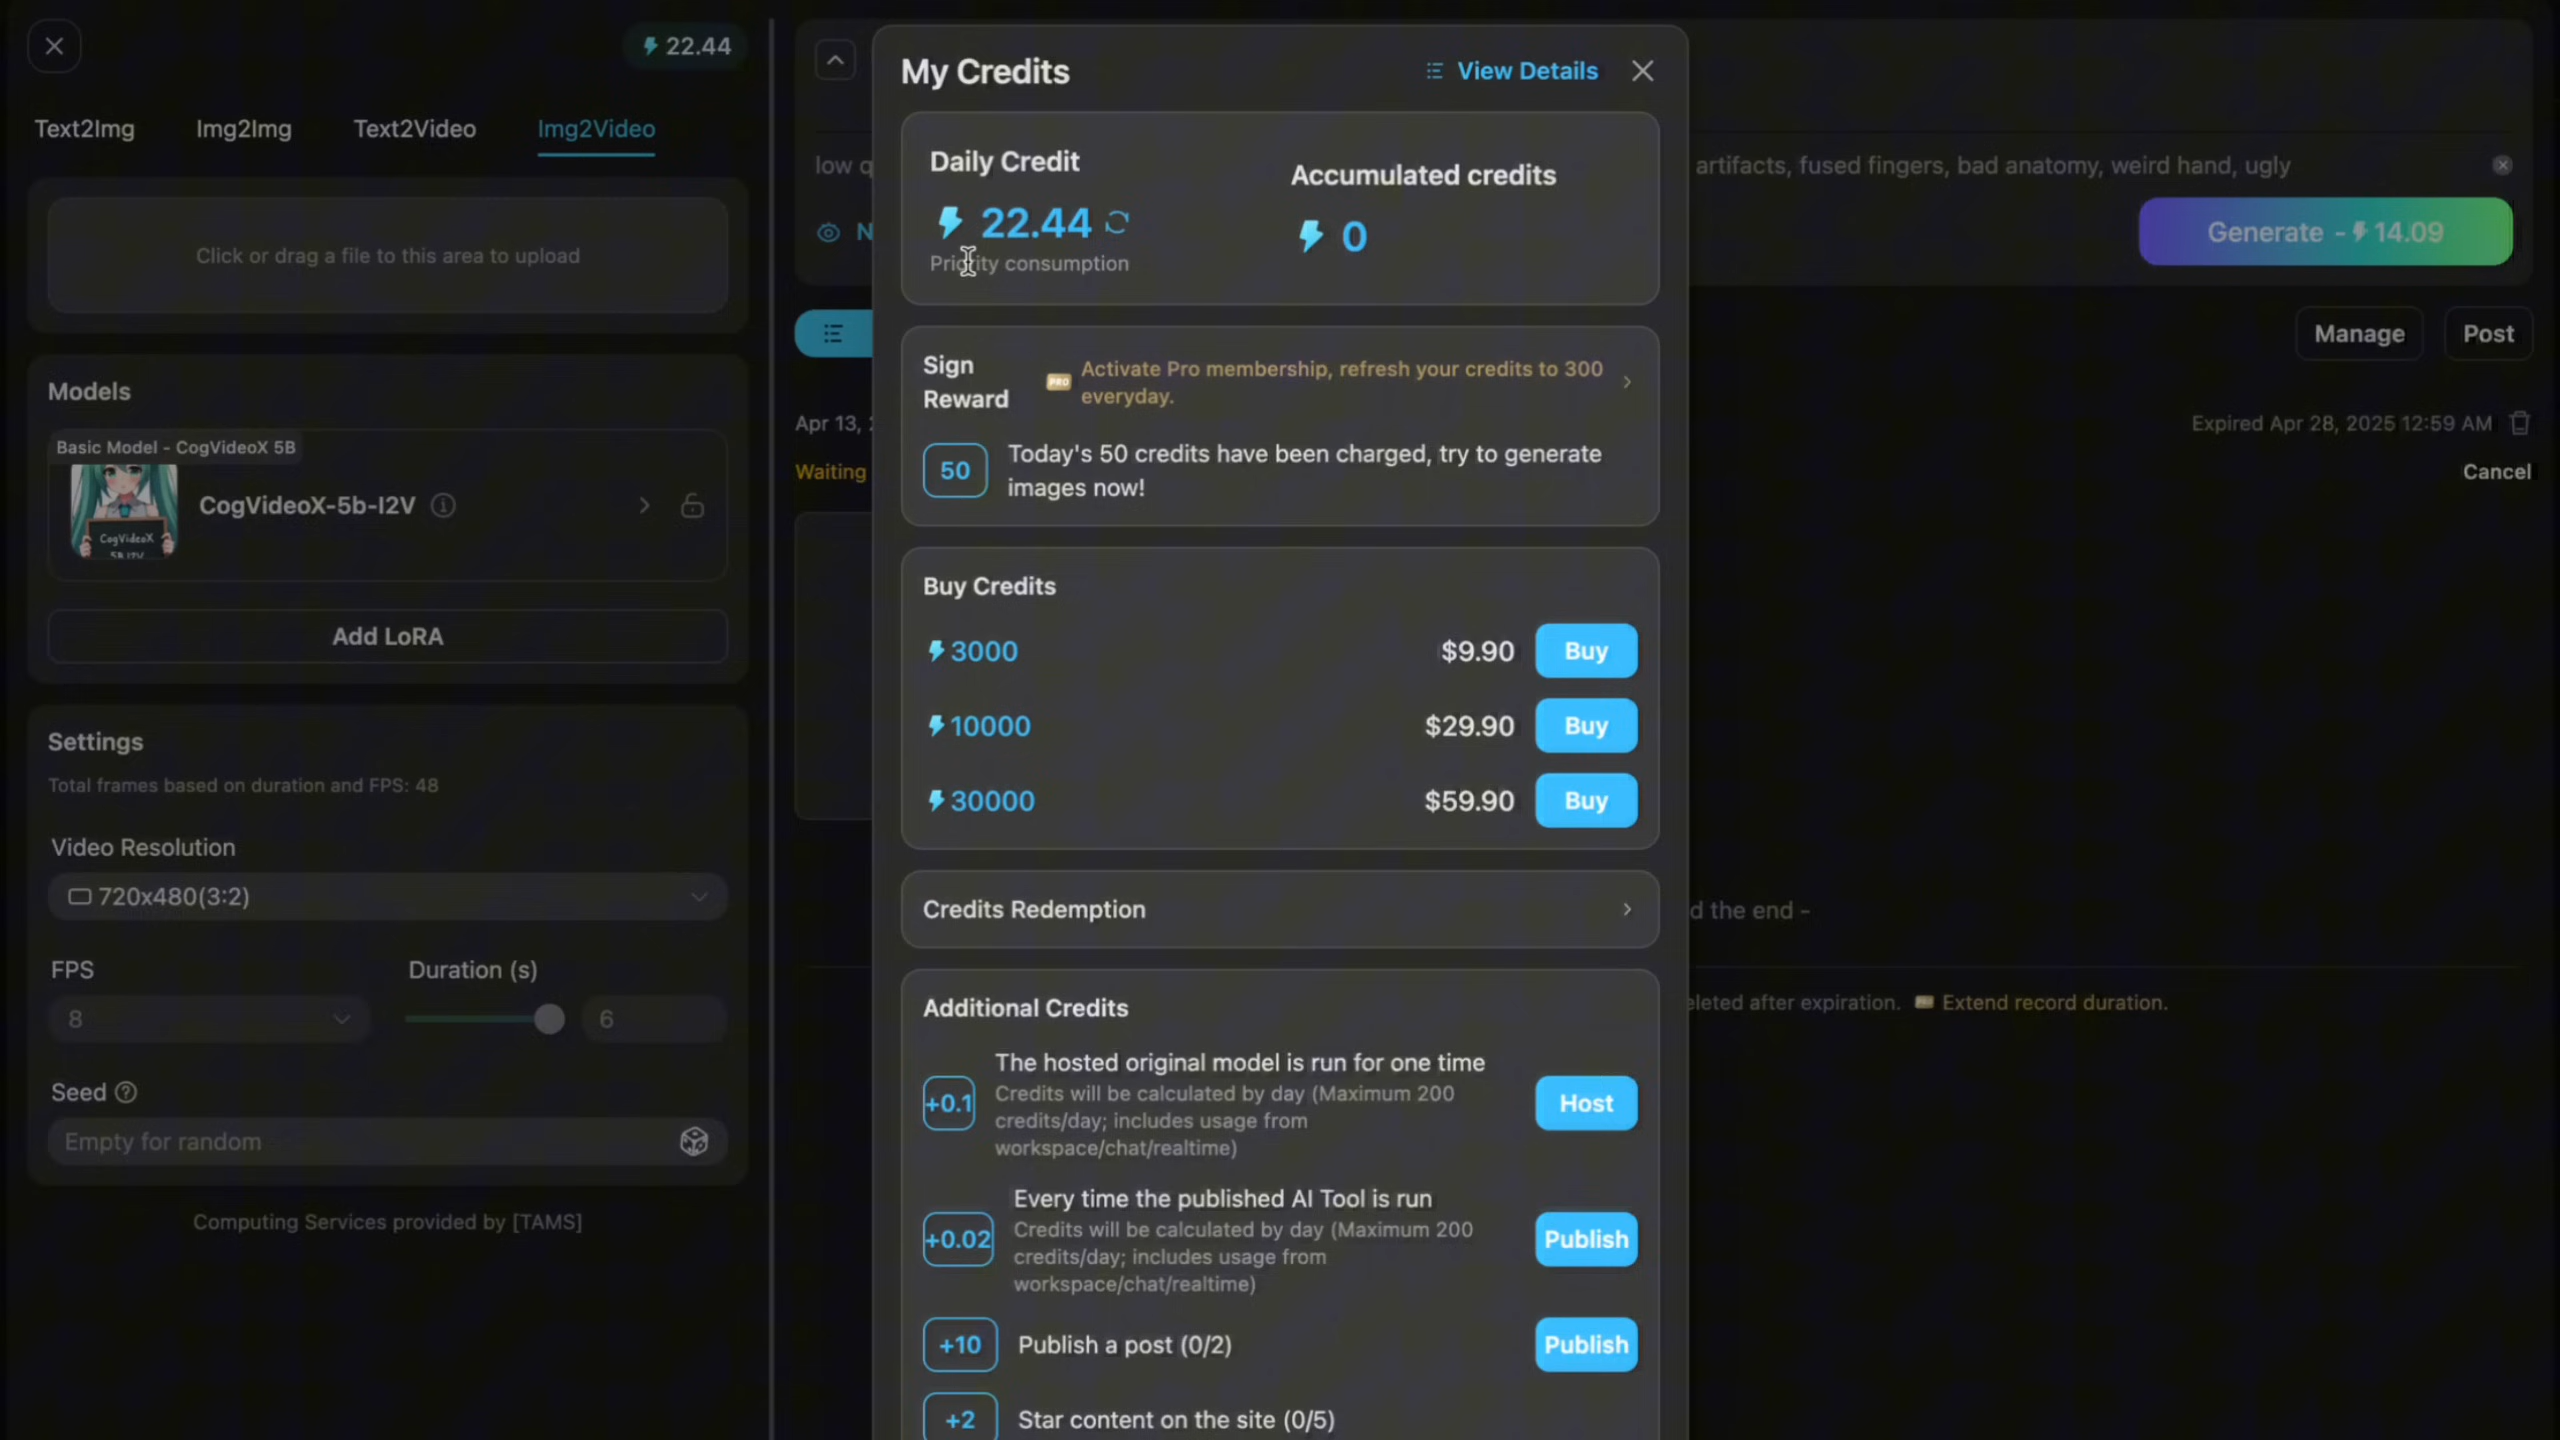 22.44
Text2Img Img2Img Text2Video Img2Video
Click or drag a file to this area to upload
Models
Basic Model - CogVideoX 5B
CogVideoX
5B I2V
CogVideoX-5b-I2V
Add LoRA
Settings
Total frames based on duration and FPS: 48
Video Resolution
720x480(3:2)
FPS Duration (s)
8 6
Seed
Empty for random
Computing Services provided by [TAMS]
My Credits View Details
Daily Credit Accumulated credits
22.44 0
Priority consumption
Sign
Reward
PRO
Activate Pro membership, refresh your credits to 300
everyday.
50
Today's 50 credits have been charged, try to generate
images now!
Buy Credits
3000 $9.90 Buy
10000 $29.90 Buy
30000 $59.90 Buy
Credits Redemption
Additional Credits
+0.1
The hosted original model is run for one time
Credits will be calculated by day (Maximum 200
credits/day; includes usage from
workspace/chat/realtime)
Host
+0.02
Every time the published AI Tool is run
Credits will be calculated by day (Maximum 200
credits/day; includes usage from
workspace/chat/realtime)
Publish
+10 Publish a post (0/2) Publish
+2 Star content on the site (0/5)
low
artifacts, fused fingers, bad anatomy, weird hand, ugly
Generate - 14.09
Manage Post
Apr 13,
Expired Apr 28, 2025 12:59 AM
Waiting
Cancel
the end -
after expiration. Extend record duration.